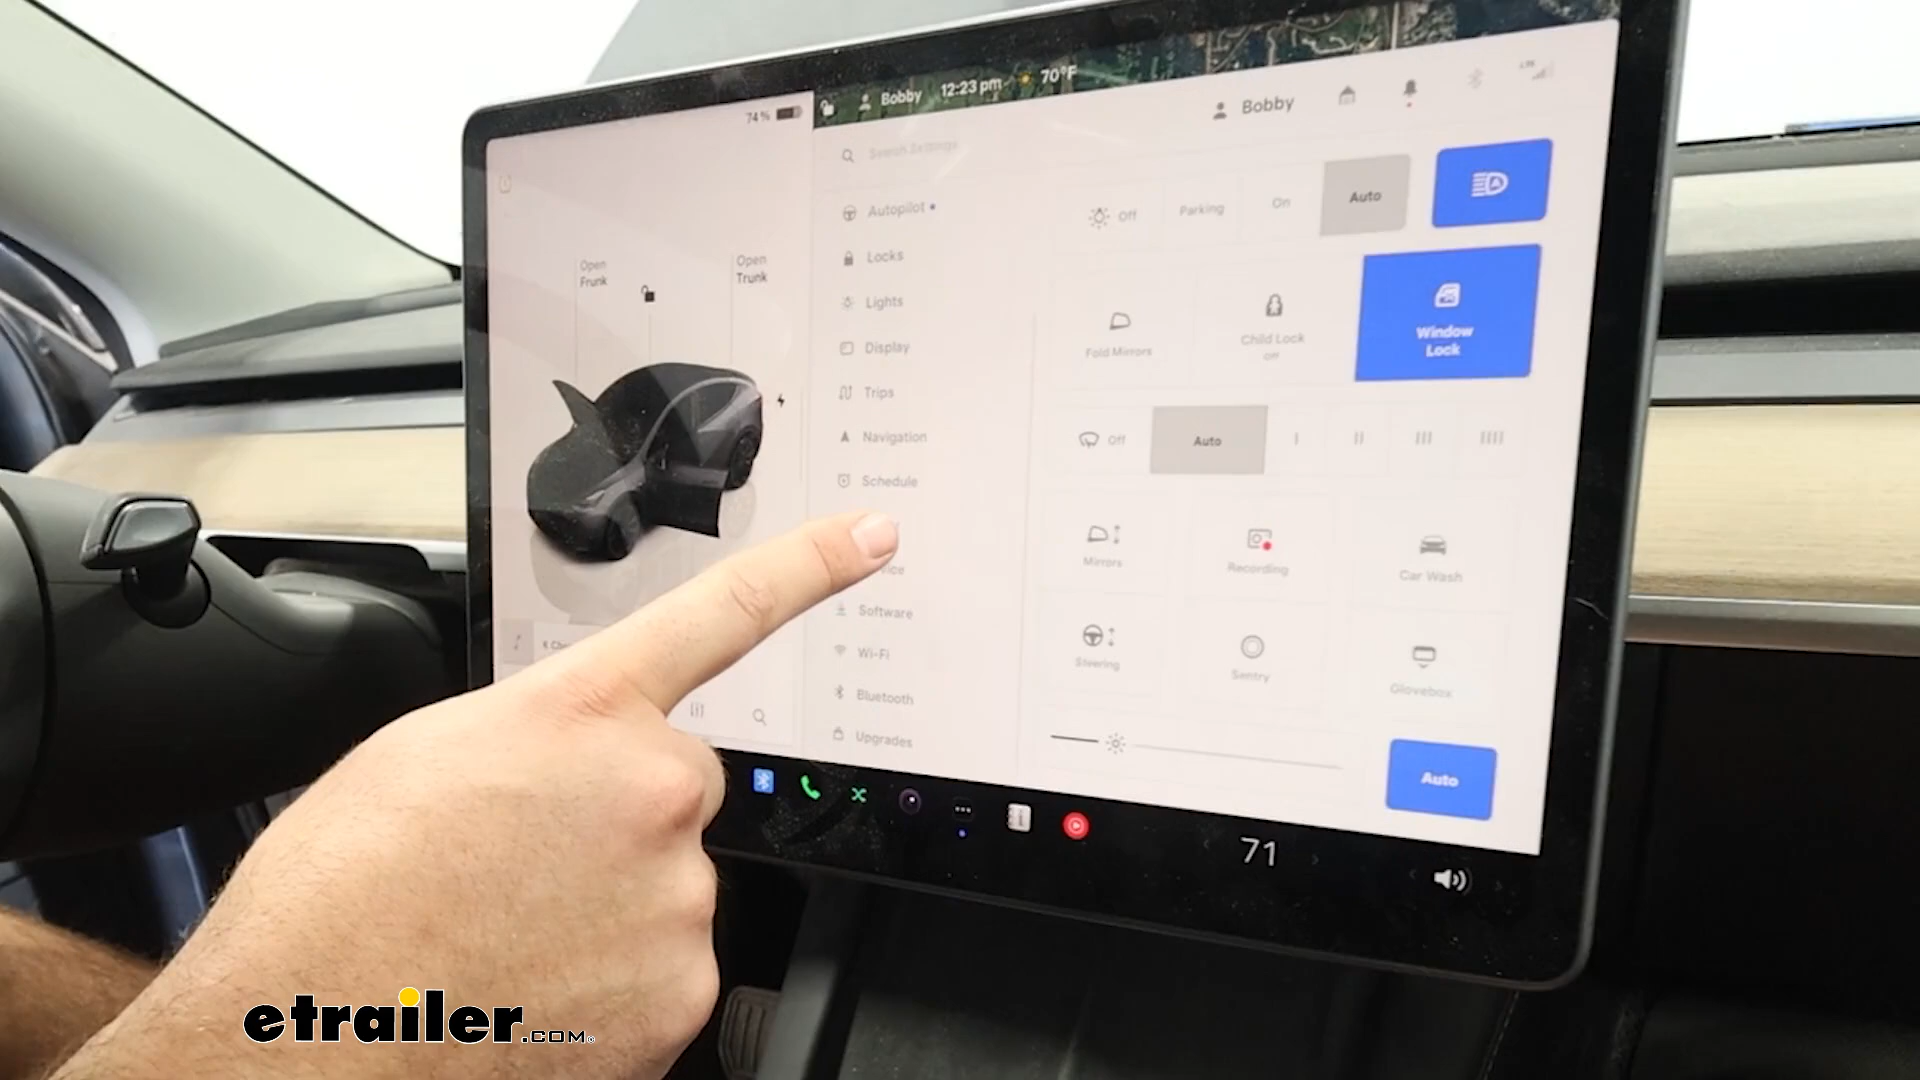 74%
Bobby 12:23 pm 70°F
Bobby
LTE
Search Settings
Open
Frunk
Open
Trunk
Autopilot
Locks
Lights
Display
Trips
Navigation
Schedule
Software
Wi-Fi
Bluetooth
Upgrades
Off
Parking
On
Auto
Fold Mirrors
Child Lock
Off
Window
Lock
Off
Auto
I
II
III
IIII
Mirrors
Recording
Car Wash
Steering
Sentry
Glovebox
Auto
71
etrailer.COM